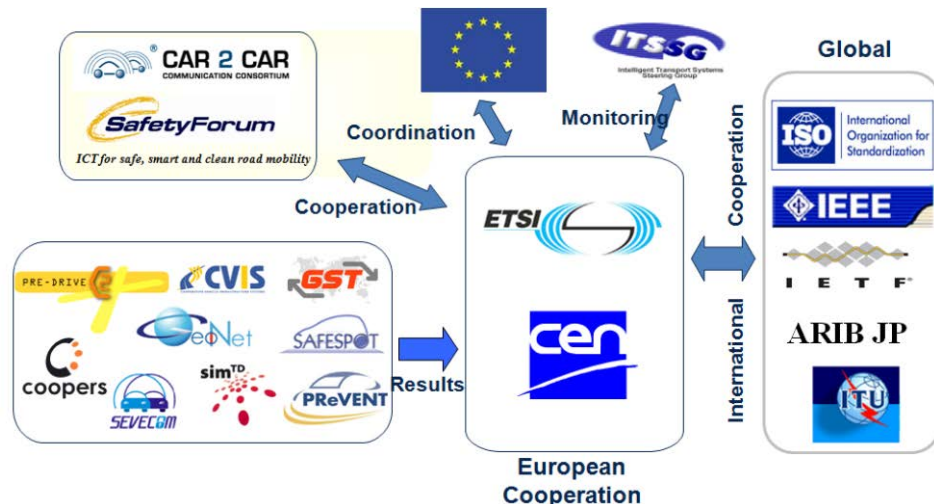 CAR 2 CAR
COMMUNICATION CONSORTIUM
eSafetyForum
ICT for safe, smart and clean road mobility
ITSSG
Intelligent Transport Systems
Steering Group
Global
Coordination
Monitoring
Cooperation
Cooperation
International
ISO
International
Organization for
Standardization
IEEE
I E T F
ARIB JP
ITU
ETSI
cen
European
Cooperation
PRE-DRIVE
CVIS
GST
GeoNet
SAFESPOT
coopers
simTD
SEVECOM
PReVENT
Results